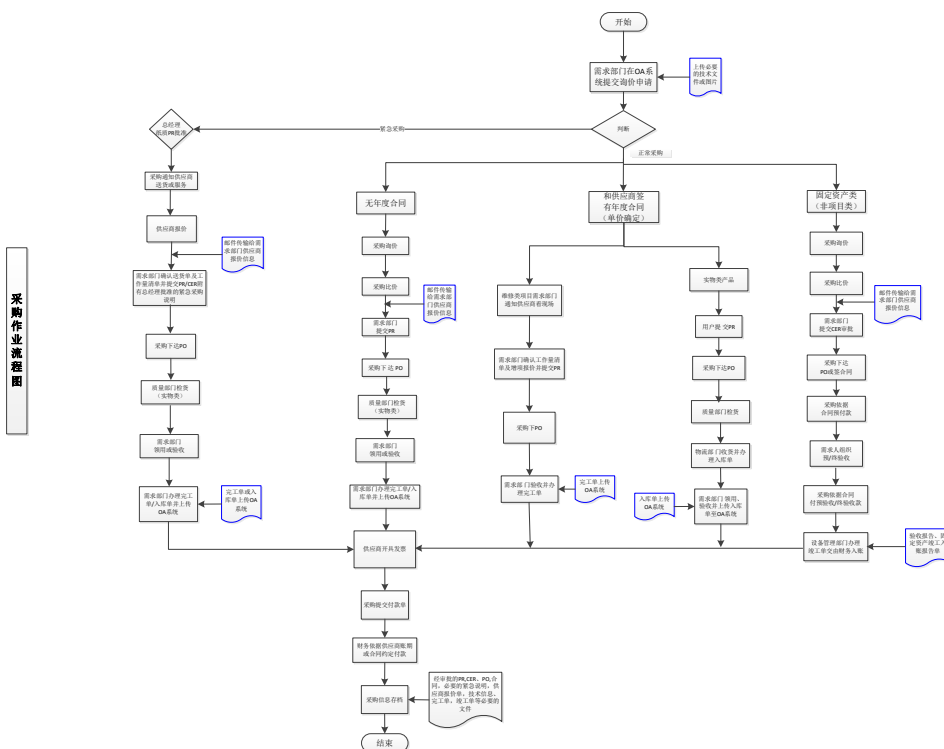 采购作业流程图
开始
需求部门在OA系
统提交询价申请
上传必要
的技术文
件或图片
判断
紧急采购
正常采购
总经理
纸质PR批准
采购通知供应商
送货或服务
供应商报价
邮件传输给需
求部门供应商
报价信息
需求部门确认送货单及工
作量清单并提交PR/CER附
有总经理批准的紧急采购
说明
采购下达PO
质量部门检货
（实物类）
需求部门
领用或验收
需求部门办理完工
单/入库单并上传OA
系统
完工单或入
库单上传OA
系统
无年度合同
采购询价
采购比价
邮件传输
给需求部
门供应商
报价信息
需求部门
提交PR
采购下达 PO
质量部门检货
（实物类）
需求部门
领用或验收
需求部门办理完工单/入
库单并上传OA系统
和供应商签
有年度合同
（单价确定）
维修类项目需求部门
通知供应商看现场
需求部门确认工作量清
单及增项报价并提交PR
采购下PO
需求部门验收并办
理完工单
完工单上传
OA系统
实物类产品
用户提 交PR
采购下达PO
质量部门检货
物流部门收货并办
理入库单
需求部门 领用、
验收并上传入库
单至OA系统
入库单上传
OA系统
固定资产类
（非项目类）
采购询价
采购比价
邮件传输给需
求部门供应商
报价信息
需求部门
提交CER审批
采购下达
PO或签合同
采购依据
合同预付款
需求人组织
预/终验收
采购依据合同
付预验收/终验收款
设备管理部门办理
竣工单交由财务入账
验收报告、固
定资产竣工入
账报告单
供应商开具发票
采购提交付款单
财务依据供应商账期
或合同约定付款
采购信息存档
经审批的PR,CER、PO,合
同、必要的紧急说明，供
应商报价单，技术信息、
完工单，竣工单等必要的
文件
结束